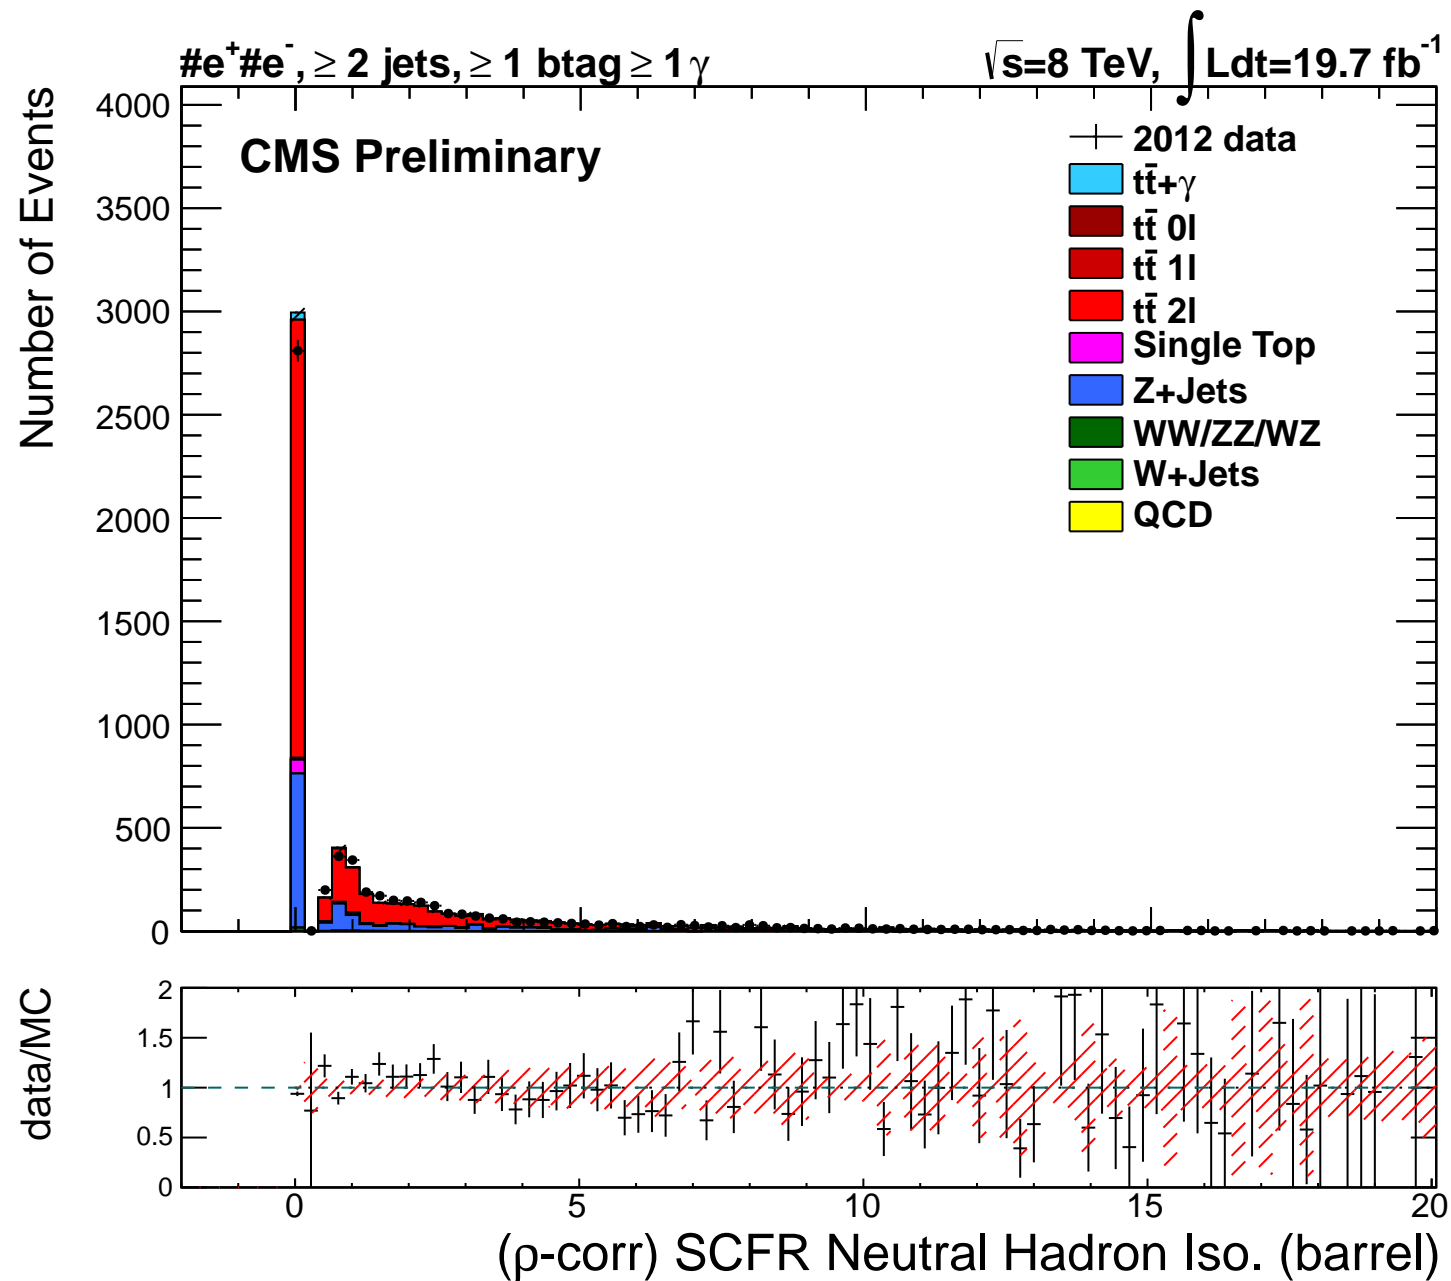 #e⁺#e⁻, ≥ 2 jets, ≥ 1 btag ≥ 1 γ
√s=8 TeV, ∫Ldt=19.7 fb⁻¹
CMS Preliminary
2012 data
tt̄+γ
tt̄ 0l
tt̄ 1l
tt̄ 2l
Single Top
Z+Jets
WW/ZZ/WZ
W+Jets
QCD
Number of Events
4000
3500
3000
2500
2000
1500
1000
500
0
data/MC
2
1.5
1
0.5
0
0 5 10 15 20
(ρ-corr) SCFR Neutral Hadron Iso. (barrel)